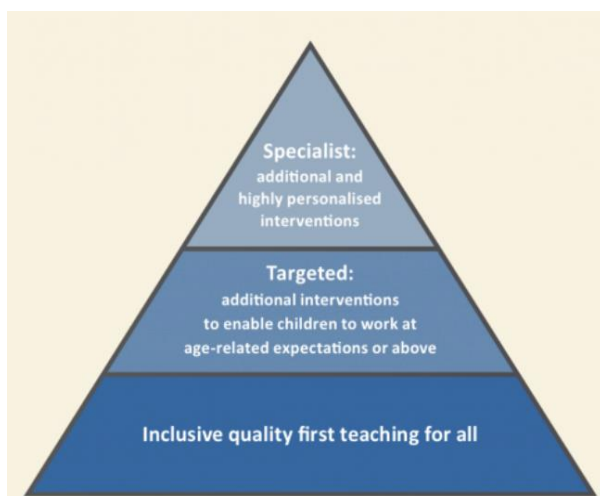 Specialist:
additional and
highly personalised
interventions
Targeted:
additional interventions
to enable children to work at
age-related expectations or above
Inclusive quality first teaching for all